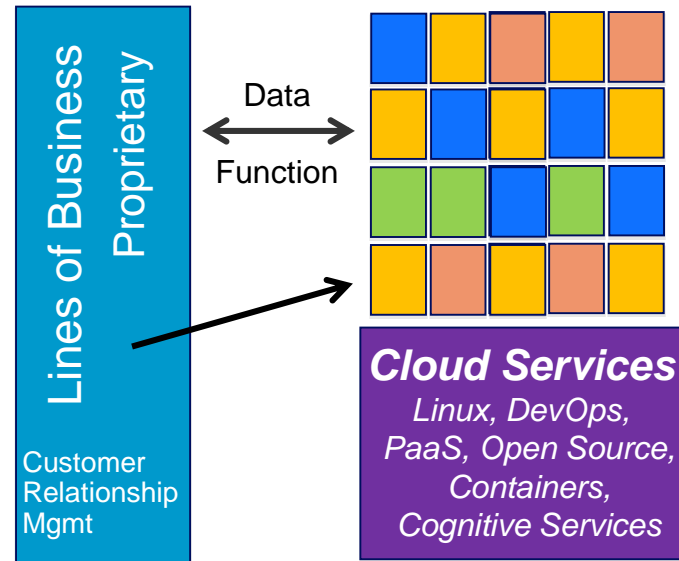 Lines of Business
Proprietary
Customer
Relationship
Mgmt
Data
Function
Cloud Services
Linux, DevOps,
PaaS, Open Source,
Containers,
Cognitive Services